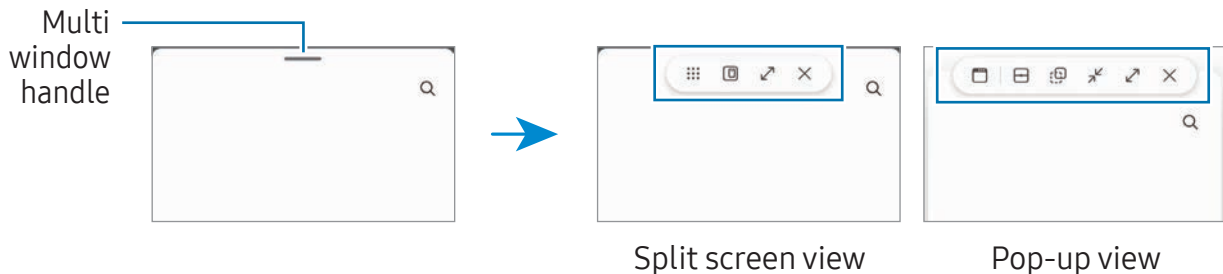 Multi
window
handle
Split screen view
Pop-up view